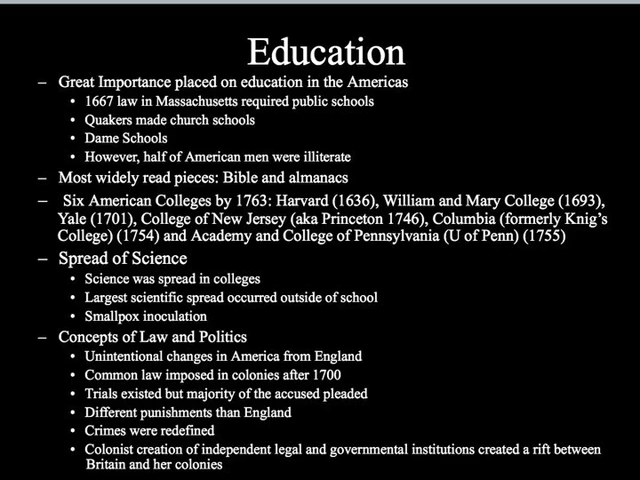 Education
– Great Importance placed on education in the Americas
• 1667 law in Massachusetts required public schools
• Quakers made church schools
• Dame Schools
• However, half of American men were illiterate
– Most widely read pieces: Bible and almanacs
– Six American Colleges by 1763: Harvard (1636), William and Mary College (1693),
Yale (1701), College of New Jersey (aka Princeton 1746), Columbia (formerly Knig's
College) (1754) and Academy and College of Pennsylvania (U of Penn) (1755)
– Spread of Science
• Science was spread in colleges
• Largest scientific spread occurred outside of school
• Smallpox inoculation
– Concepts of Law and Politics
• Unintentional changes in America from England
• Common law imposed in colonies after 1700
• Trials existed but majority of the accused pleaded
• Different punishments than England
• Crimes were redefined
• Colonist creation of independent legal and governmental institutions created a rift between
Britain and her colonies